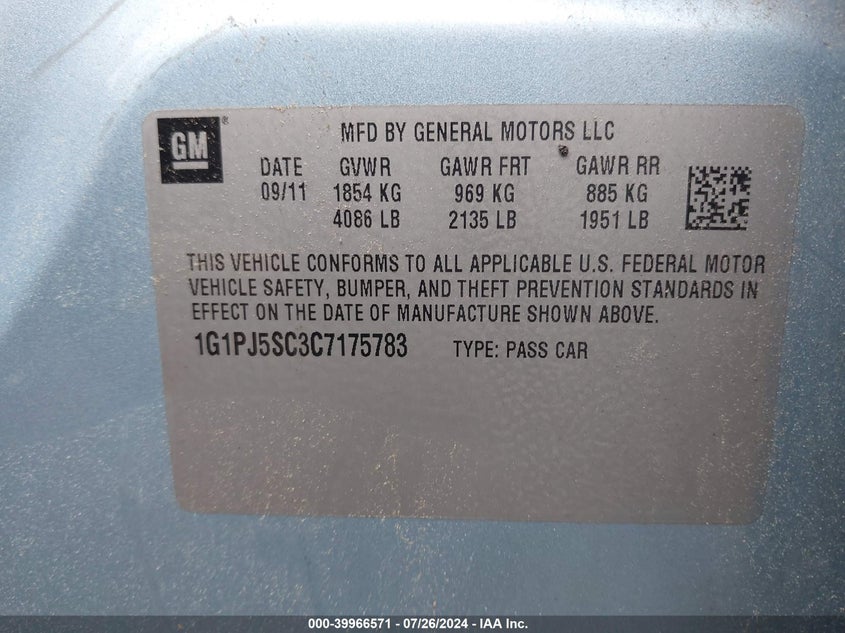 GM ®
MFD BY GENERAL MOTORS LLC
DATE GVWR GAWR FRT GAWR RR
09/11 1854 KG 969 KG 885 KG
4086 LB 2135 LB 1951 LB
THIS VEHICLE CONFORMS TO ALL APPLICABLE U.S. FEDERAL MOTOR
VEHICLE SAFETY, BUMPER, AND THEFT PREVENTION STANDARDS IN
EFFECT ON THE DATE OF MANUFACTURE SHOWN ABOVE.
1G1PJ5SC3C7175783 TYPE: PASS CAR
000-39966571 / 07/26/2024 - IAA Inc.